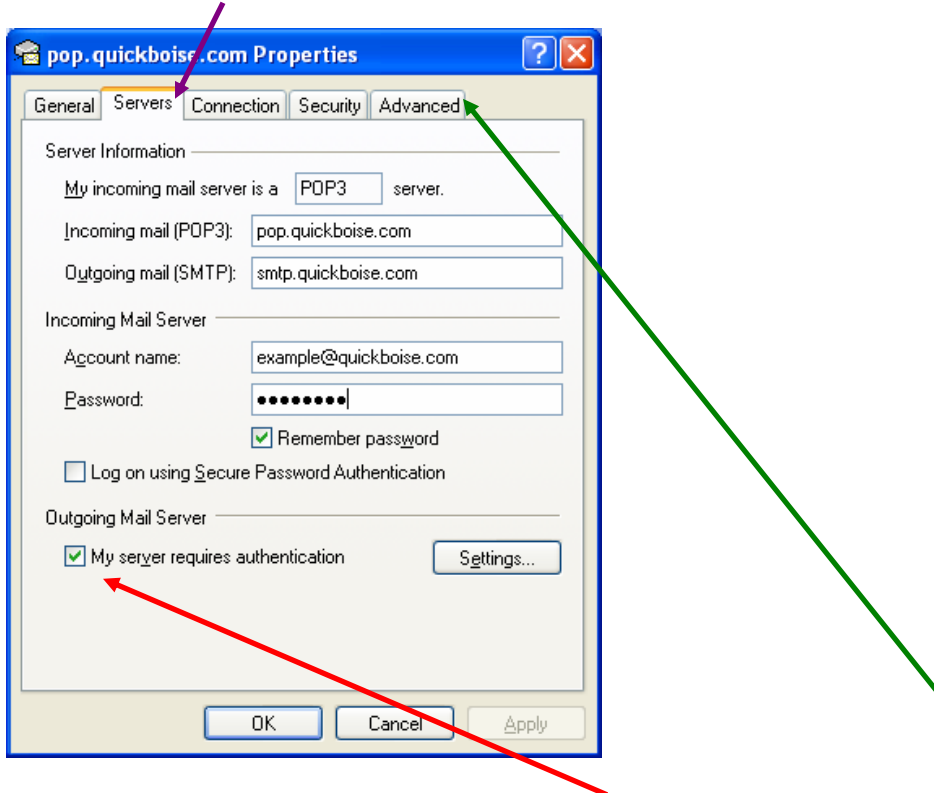 pop.quickboise.com Properties
General Servers Connection Security Advanced
Server Information
My incoming mail server is a POP3 server.
Incoming mail (POP3): pop.quickboise.com
Outgoing mail (SMTP): smtp.quickboise.com
Incoming Mail Server
Account name: example@quickboise.com
Password: ●●●●●●●●
Remember password
Log on using Secure Password Authentication
Outgoing Mail Server
My server requires authentication Settings...
OK Cancel Apply